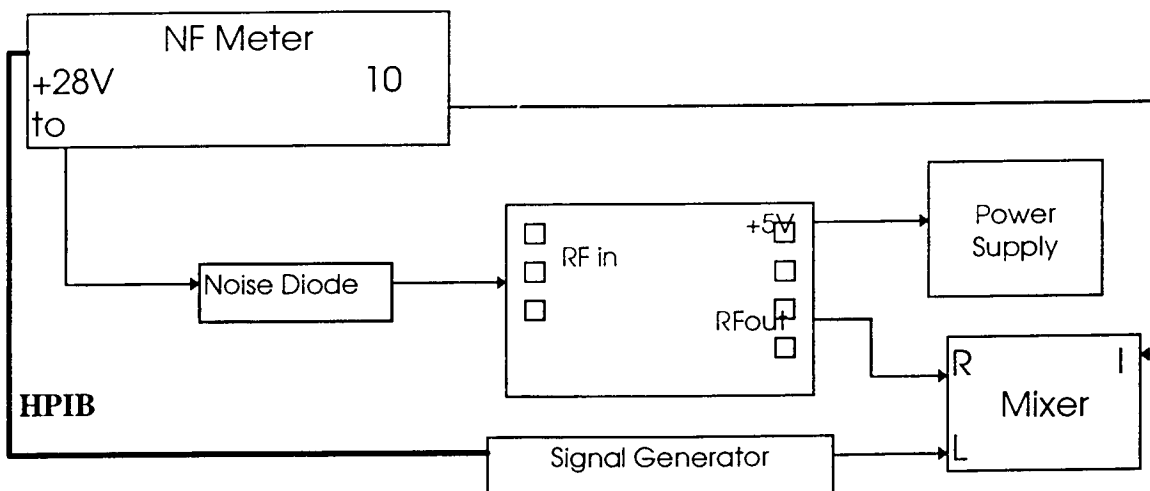 NF Meter
+28V
10
to
+5V
RF in
Power
Supply
Noise Diode
RFout
R
I
Mixer
HPIB
L
Signal Generator